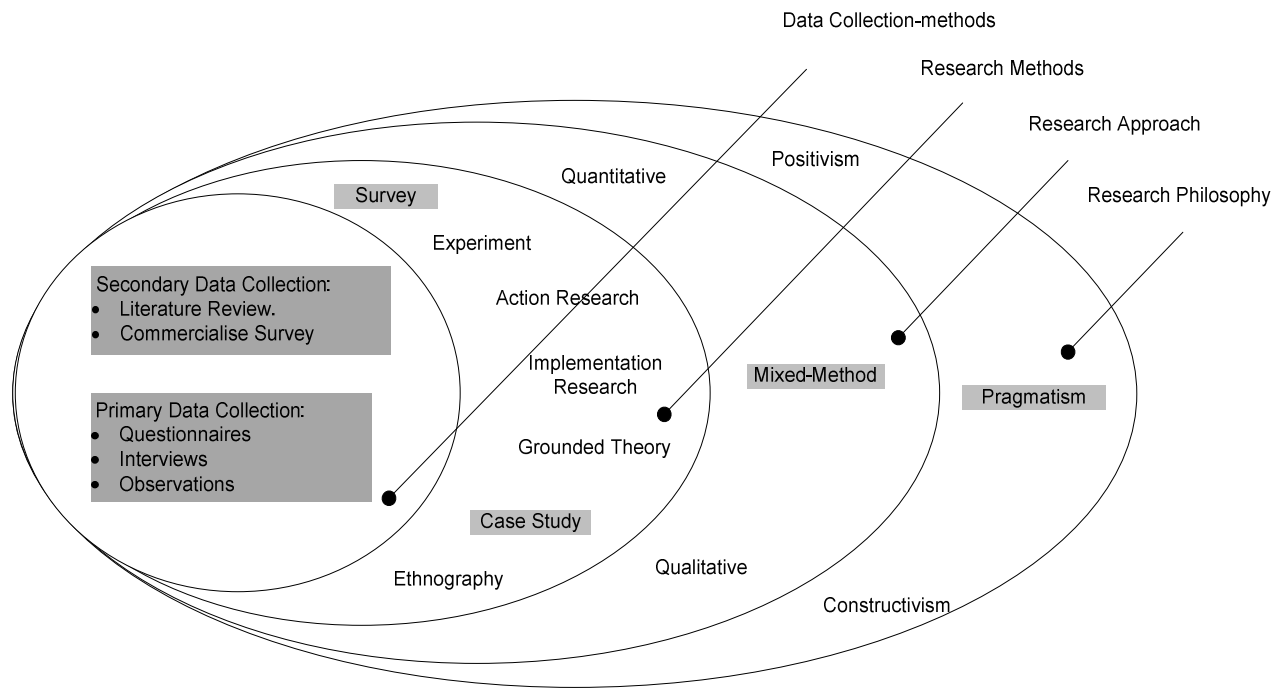 Data Collection-methods
Research Methods
Research Approach
Research Philosophy
Positivism
Quantitative
Survey
Experiment
Secondary Data Collection:
• Literature Review.
• Commercialise Survey
Action Research
Implementation
Research
Mixed-Method
Pragmatism
Primary Data Collection:
• Questionnaires
• Interviews
• Observations
Grounded Theory
Case Study
Ethnography
Qualitative
Constructivism